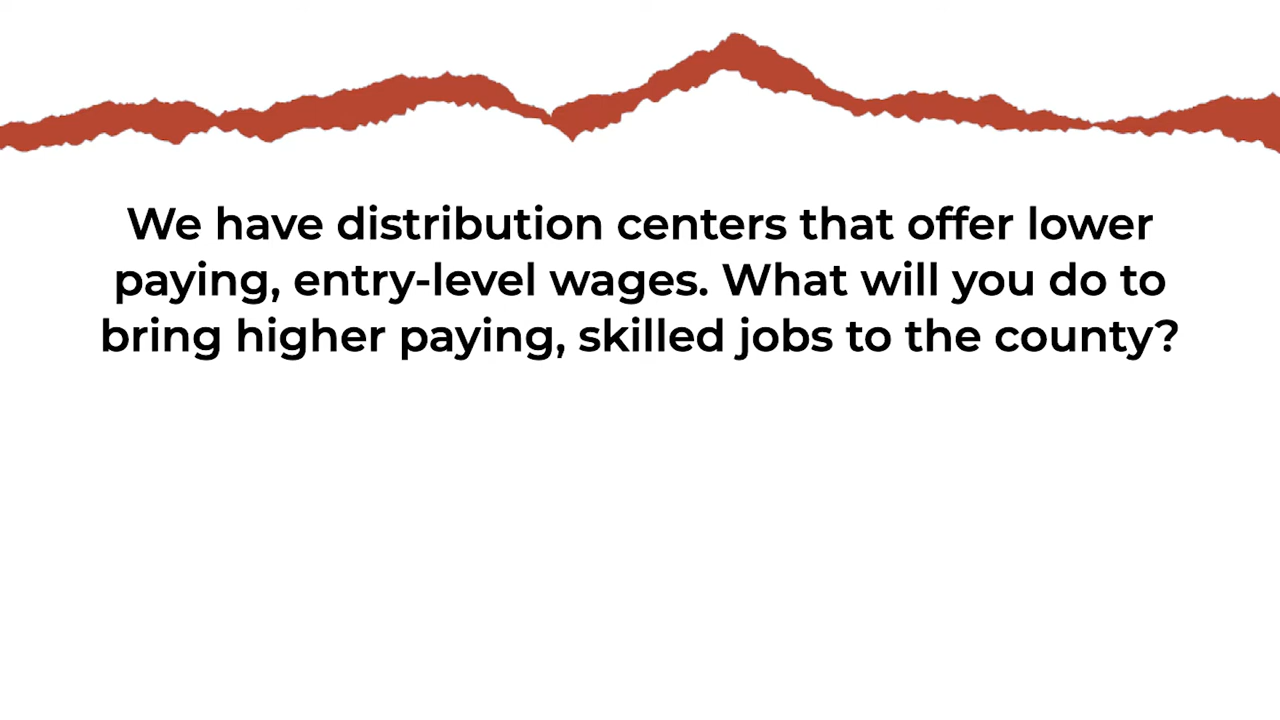 We have distribution centers that offer lower
paying, entry-level wages. What will you do to
bring higher paying, skilled jobs to the county?